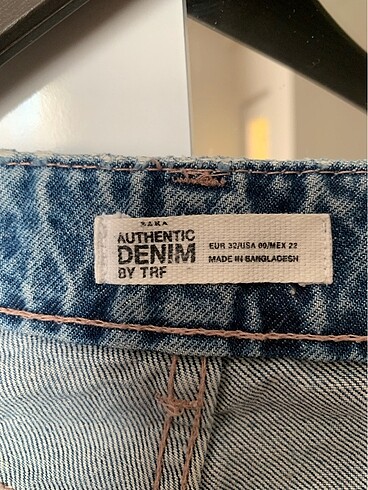 ZARA
AUTHENTIC
DENIM
BY TRF
EUR 32/USA 00/MEX 22
MADE IN BANGLADESH